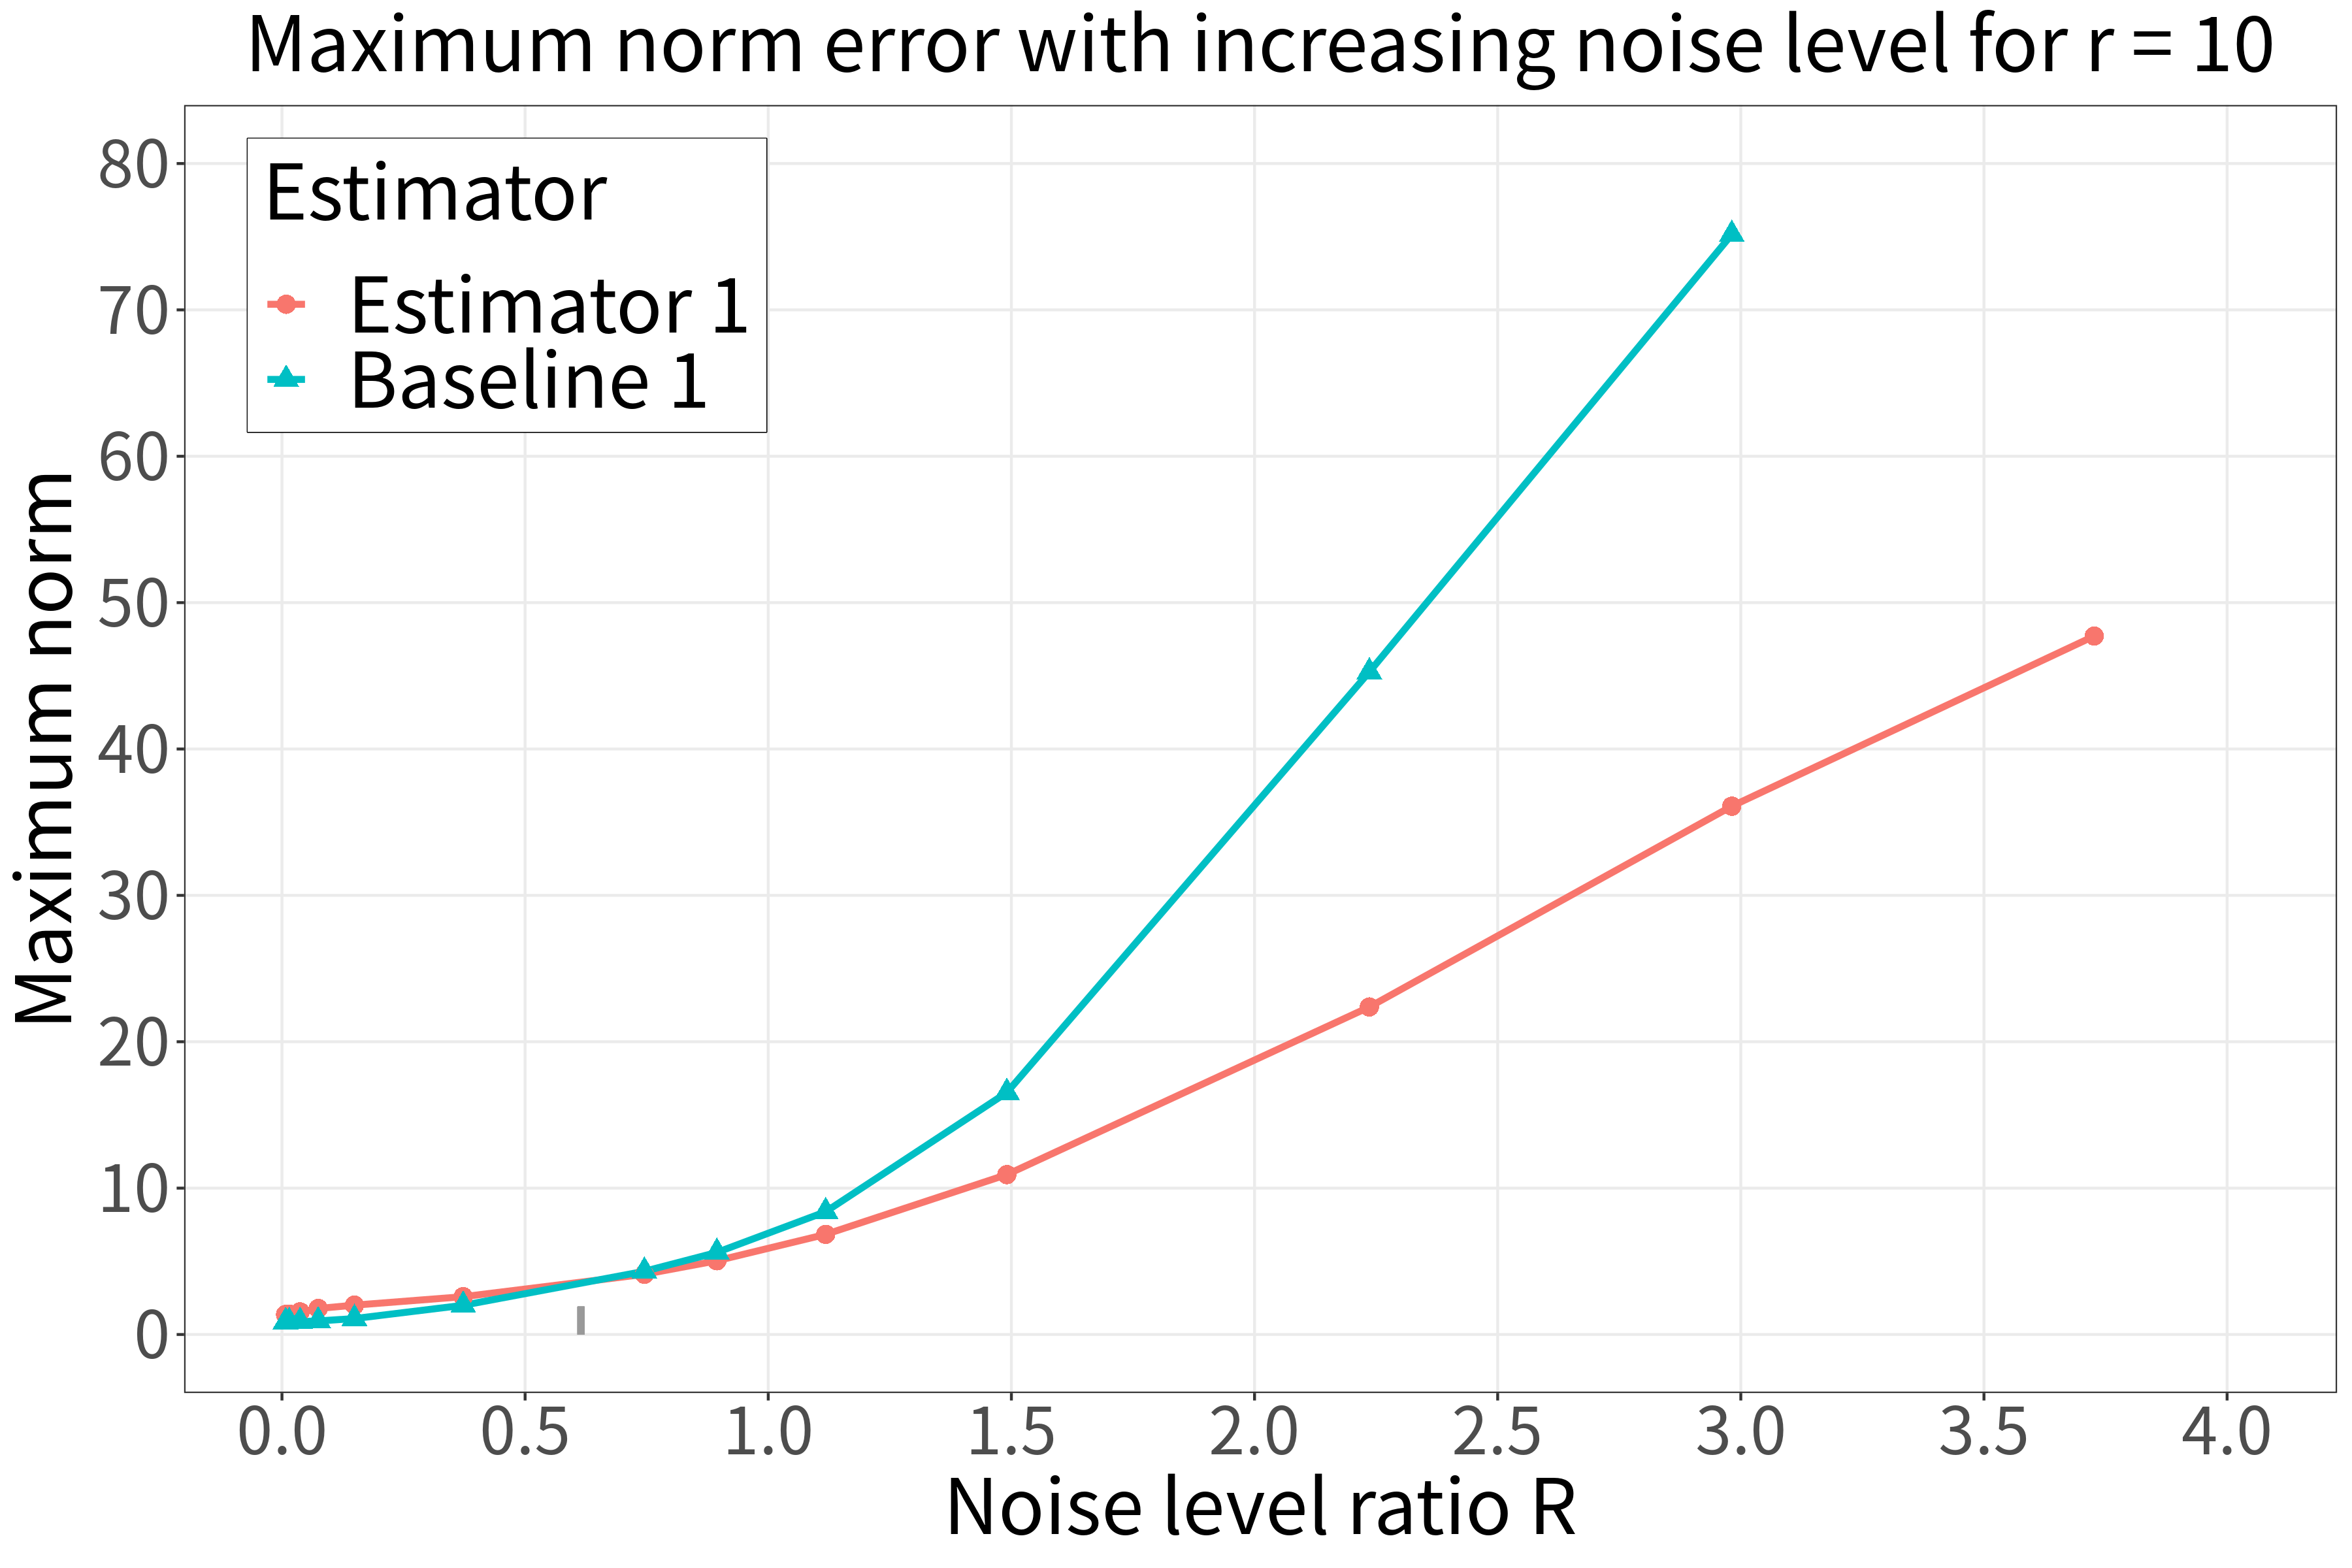 Maximum norm error with increasing noise level for r = 10
Estimator
Estimator 1
Baseline 1
Maximum norm
80
70
60
50
40
30
20
10
0
0.0 0.5 1.0 1.5 2.0 2.5 3.0 3.5 4.0
Noise level ratio R